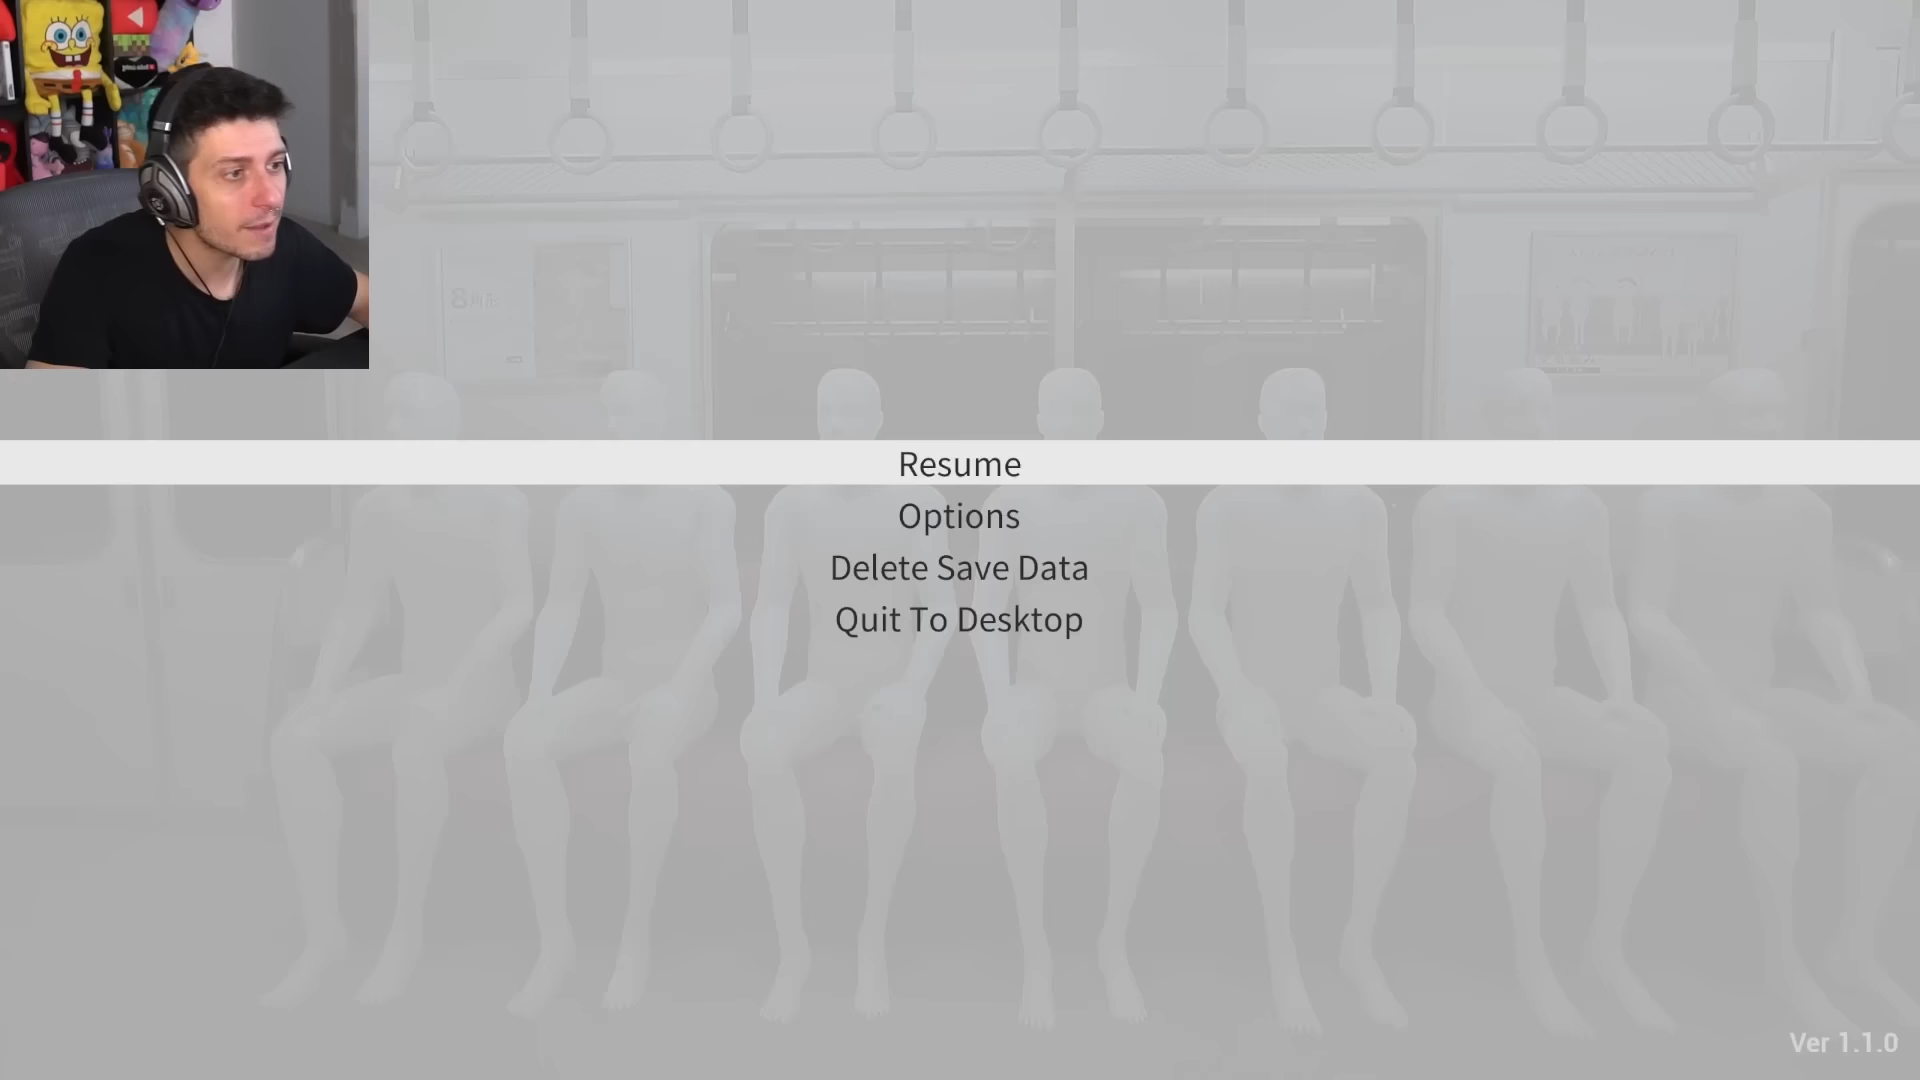 Resume
Options
Delete Save Data
Quit To Desktop
Ver 1.1.0